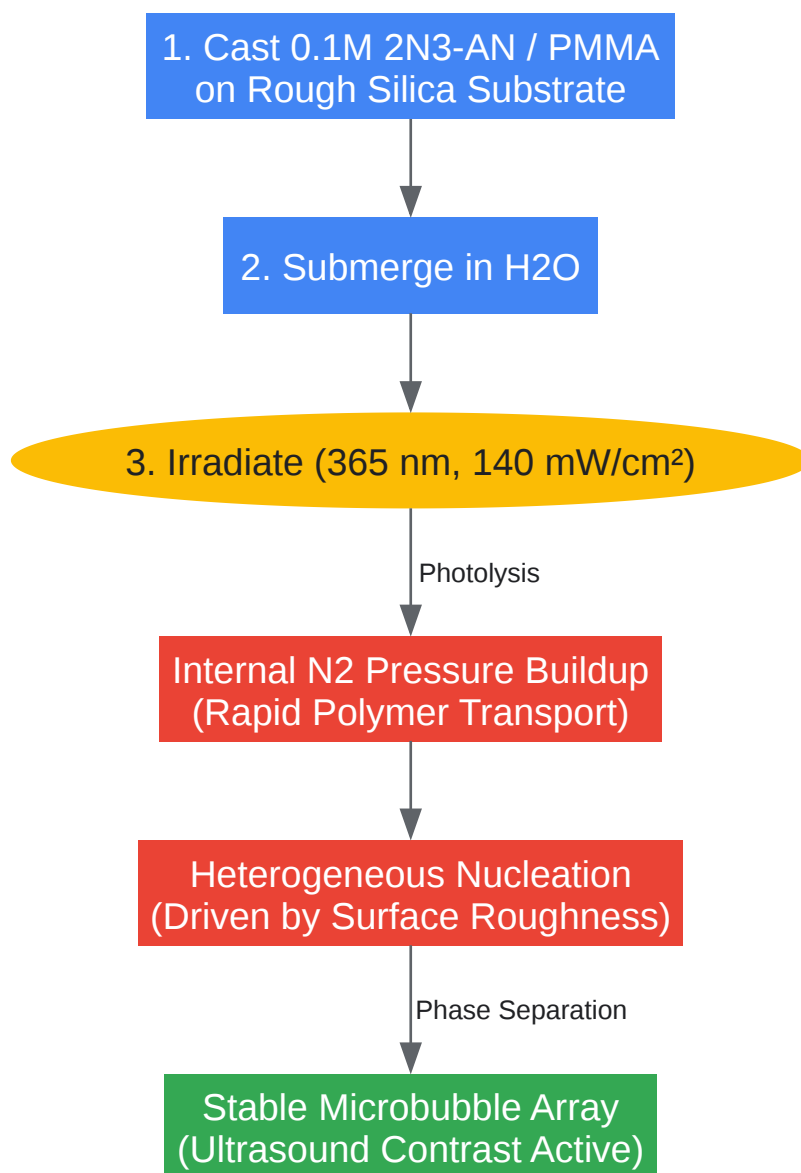 1. Cast 0.1M 2N3-AN / PMMA
on Rough Silica Substrate
2. Submerge in H2O
3. Irradiate (365 nm, 140 mW/cm²)
Photolysis
Internal N2 Pressure Buildup
(Rapid Polymer Transport)
Heterogeneous Nucleation
(Driven by Surface Roughness)
Phase Separation
Stable Microbubble Array
(Ultrasound Contrast Active)